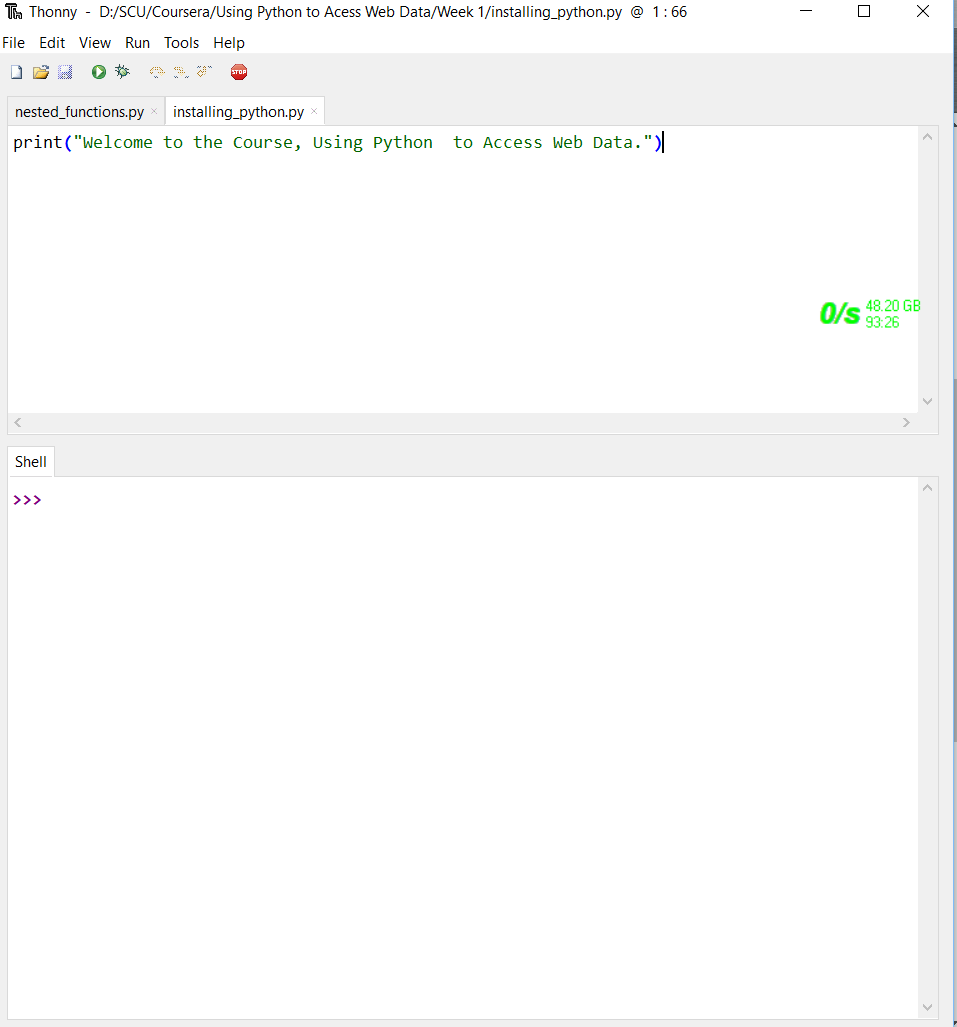 Thonny - D:/SCU/Coursera/Using Python to Acess Web Data/Week 1/installing_python.py @ 1 : 66
File Edit View Run Tools Help
STOP
nested_functions.py × installing_python.py ×
print("Welcome to the Course, Using Python  to Access Web Data.")
0/s 48.20 GB
93:26
Shell
>>>